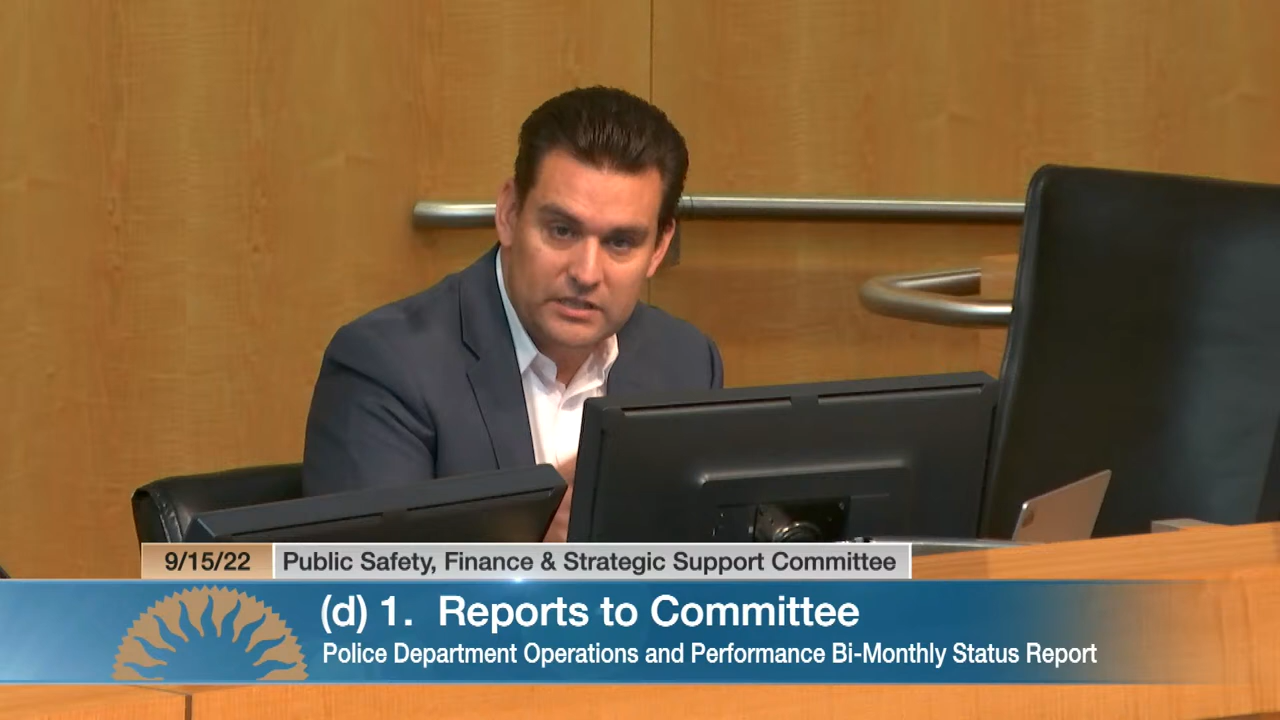 9/15/22 Public Safety, Finance & Strategic Support Committee
(d) 1. Reports to Committee
Police Department Operations and Performance Bi-Monthly Status Report